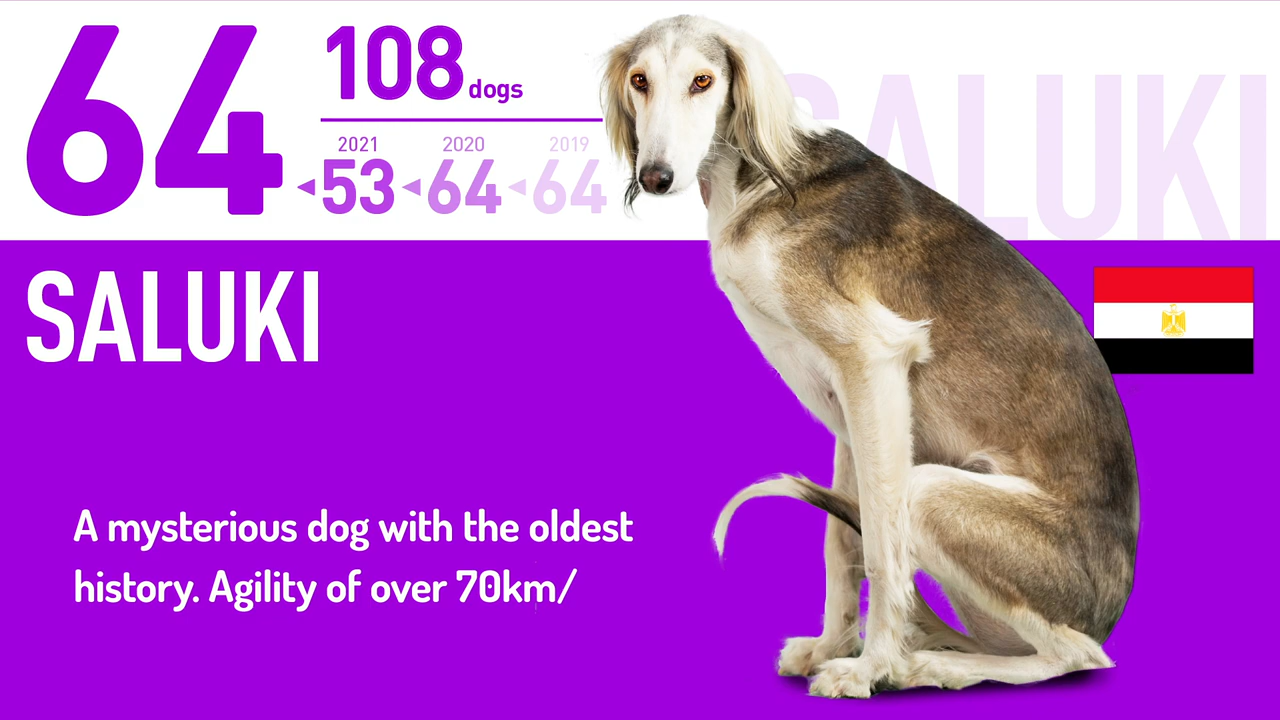 64
108 dogs
2021 2020 2019
◀53 ◀64 ◀64
SALUKI
SALUKI
A mysterious dog with the oldest
history. Agility of over 70km/